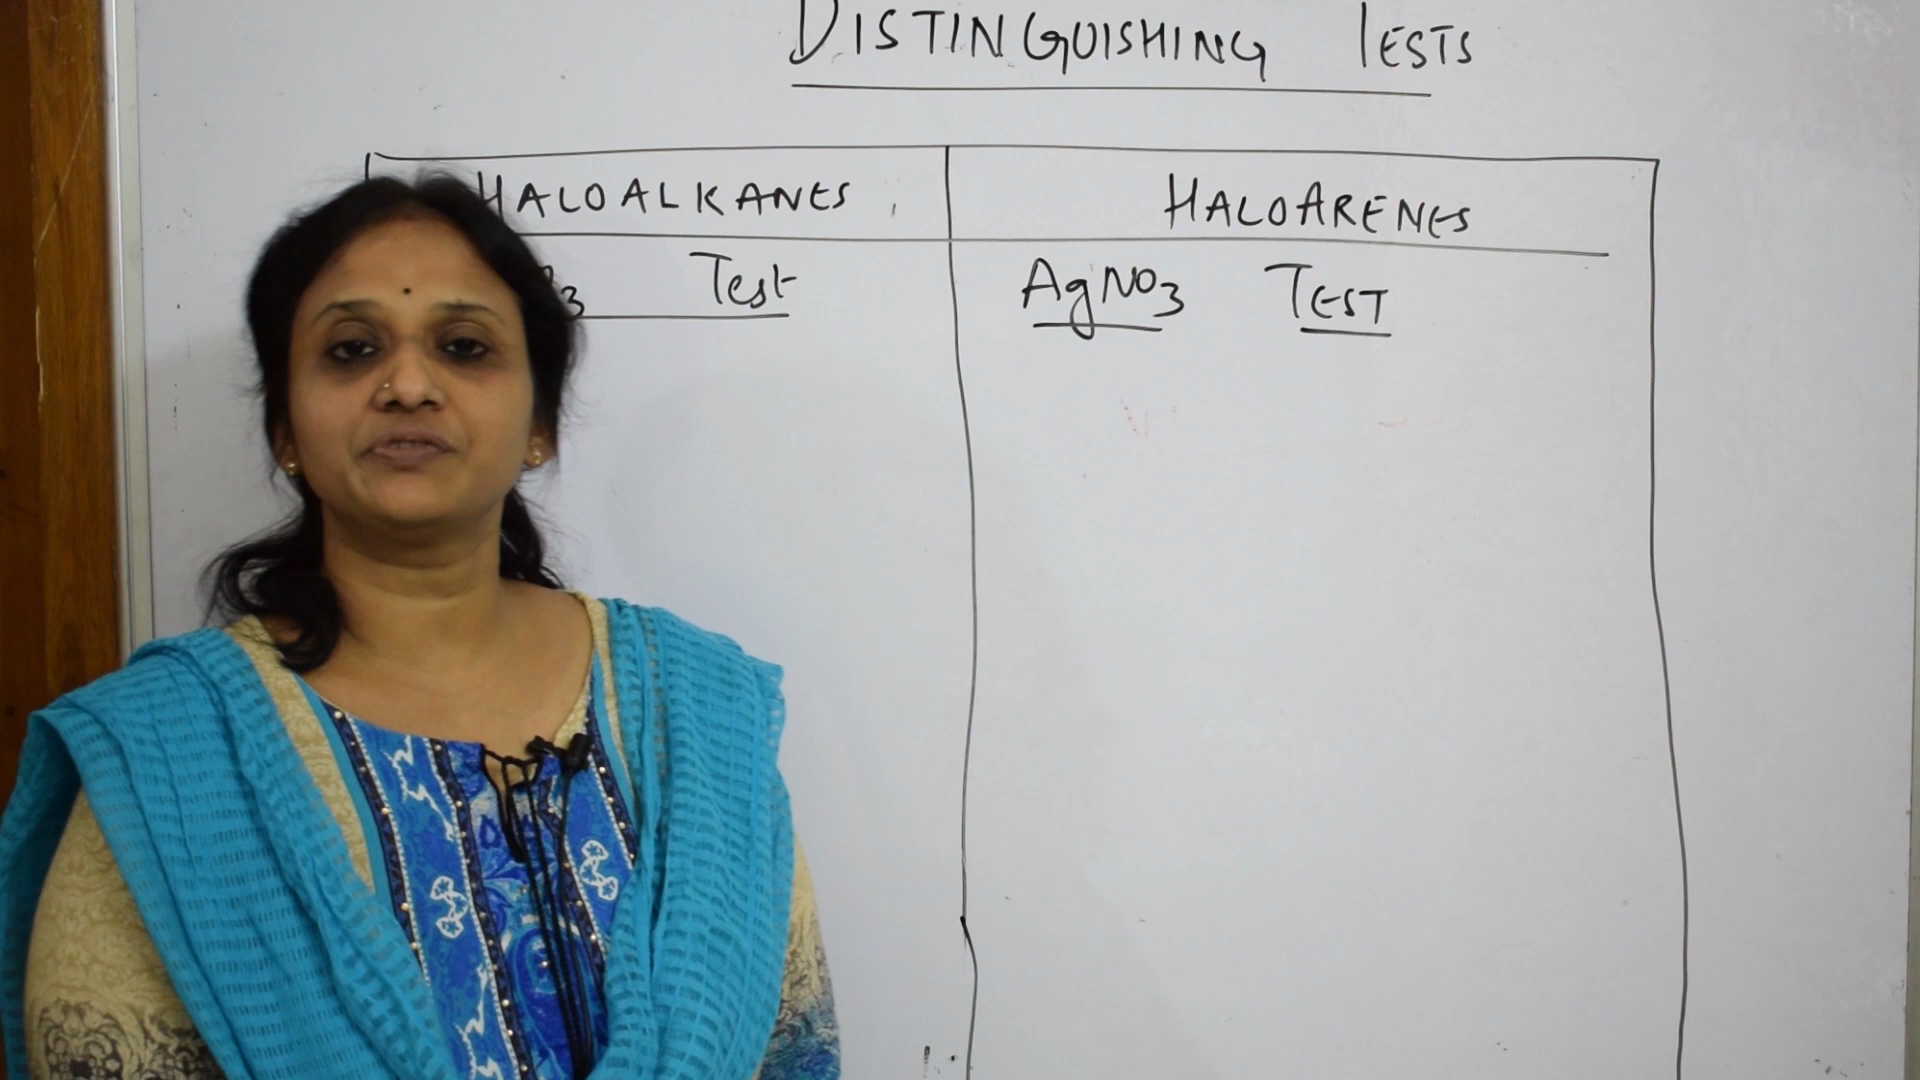 DISTINGUISHING TESTS
HALOALKANES
HALOARENES
Test
AgNO3 TEST